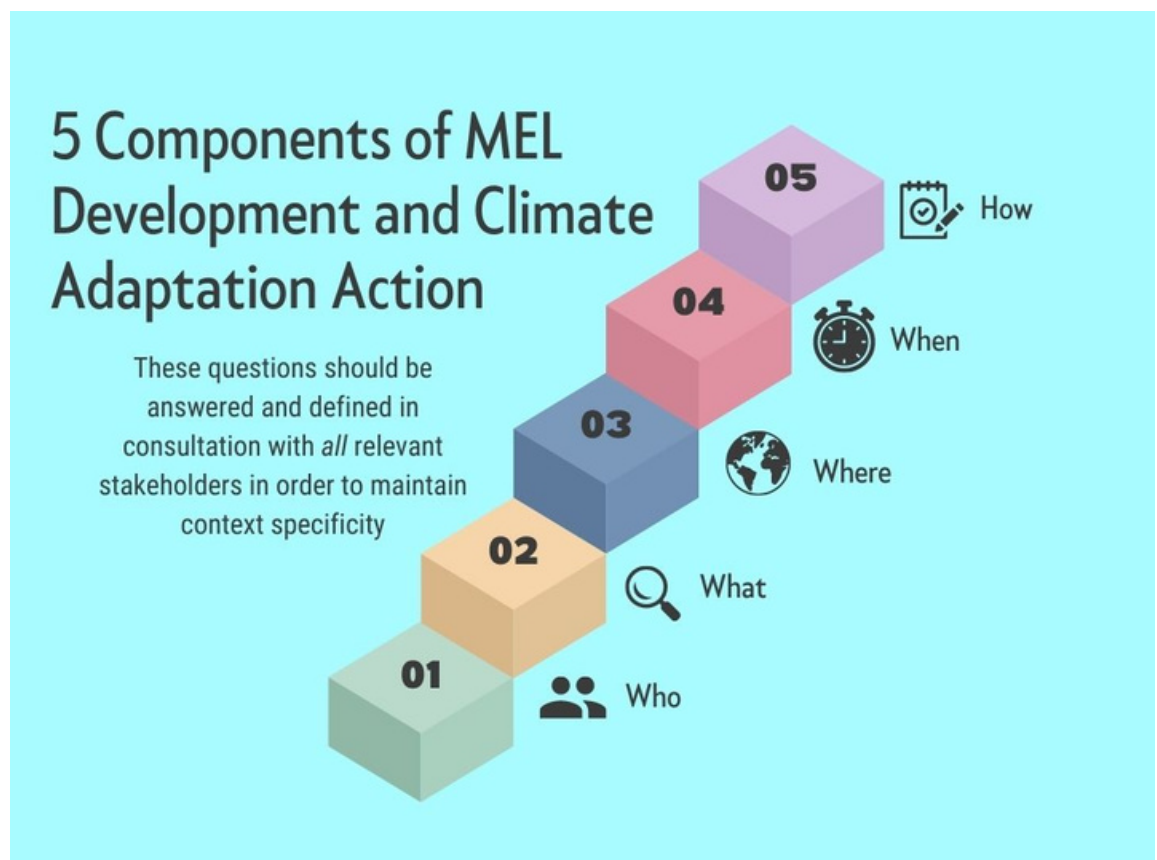 5 Components of MEL
Development and Climate
Adaptation Action
These questions should be
answered and defined in
consultation with all relevant
stakeholders in order to maintain
context specificity
05
How
04
When
03
Where
02
What
01
Who